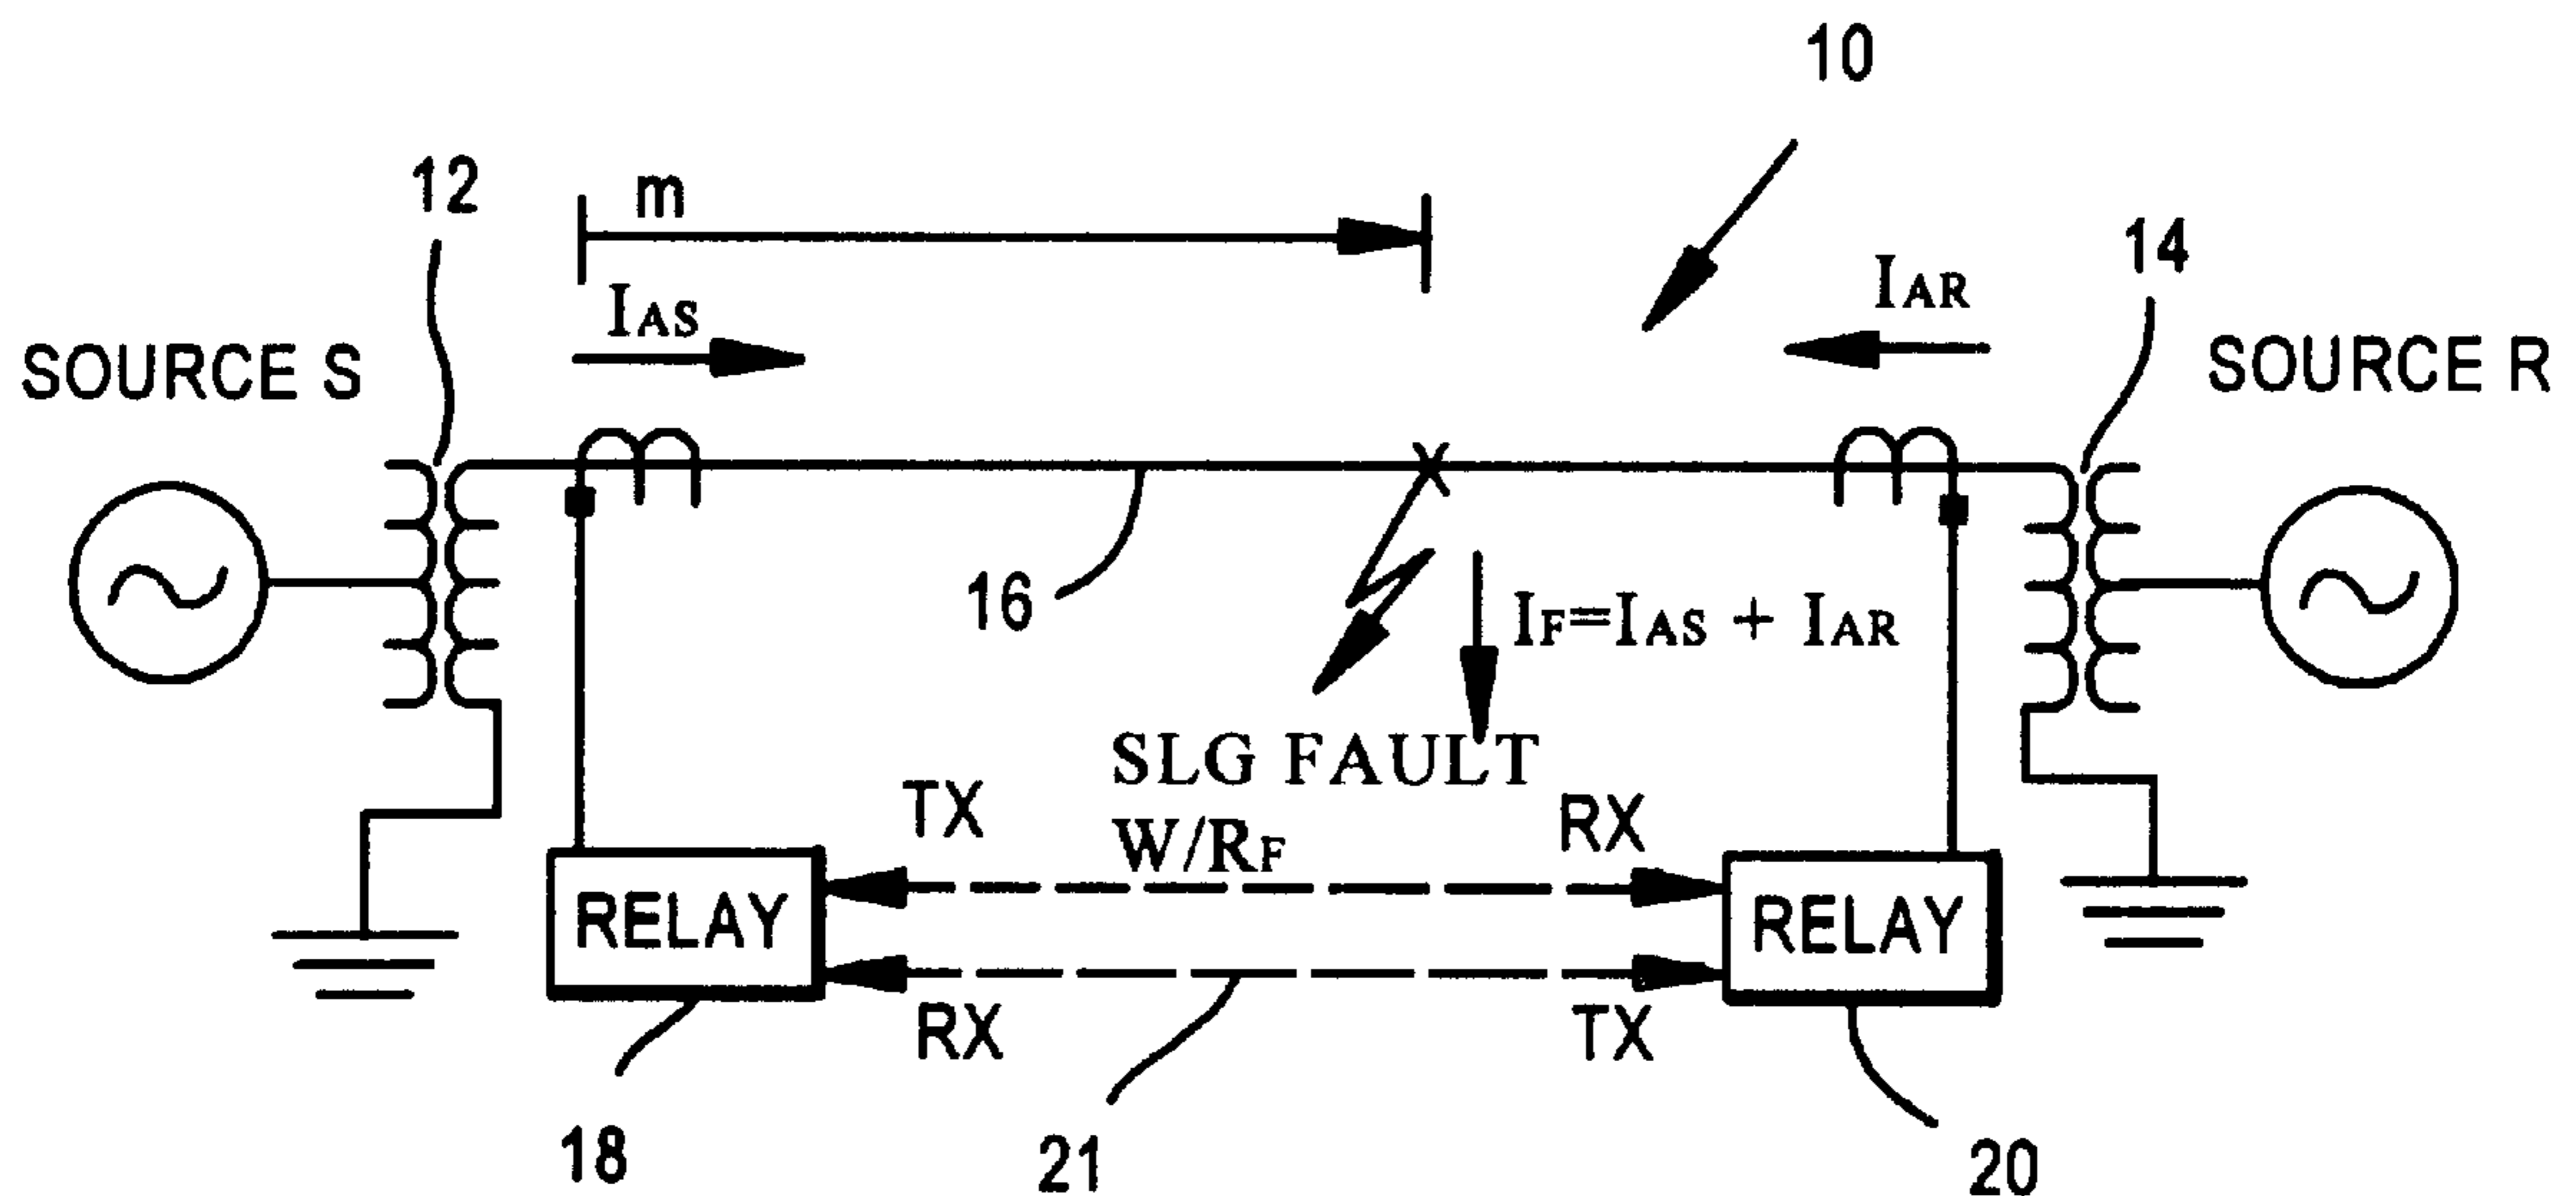 10
12
m
14
IAS
IAR
SOURCE S
SOURCE R
16
IF=IAS + IAR
SLG FAULT
W/RF
TX
RX
RELAY
RELAY
RX
TX
18
21
20